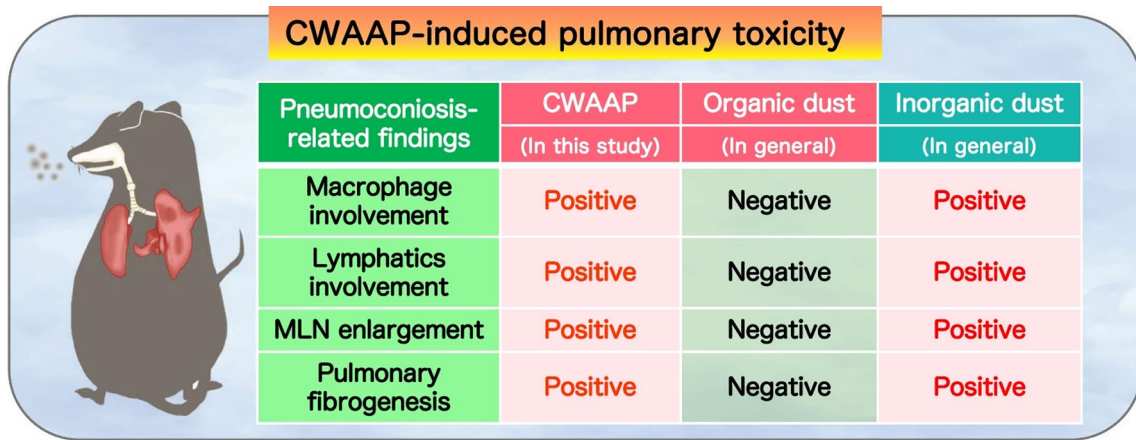 CWAAP-induced pulmonary toxicity
Pneumoconiosis-
related findings
CWAAP
(In this study)
Organic dust
(In general)
Inorganic dust
(In general)
Macrophage
involvement
Positive
Negative
Positive
Lymphatics
involvement
Positive
Negative
Positive
MLN enlargement
Positive
Negative
Positive
Pulmonary
fibrogenesis
Positive
Negative
Positive